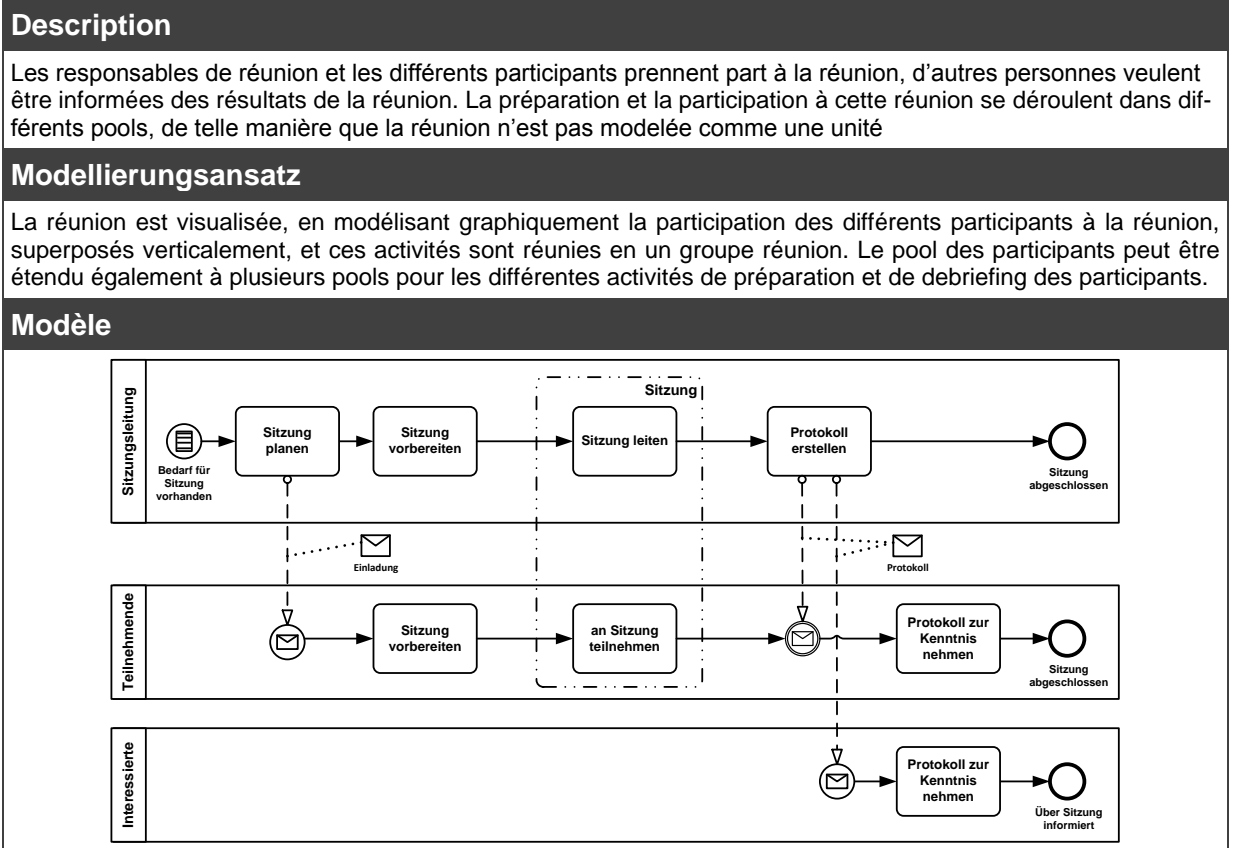 Description
Les responsables de réunion et les différents participants prennent part à la réunion, d'autres personnes veulent
être informées des résultats de la réunion. La préparation et la participation à cette réunion se déroulent dans dif-
férents pools, de telle manière que la réunion n'est pas modelée comme une unité
Modellierungsansatz
La réunion est visualisée, en modélisant graphiquement la participation des différents participants à la réunion,
superposés verticalement, et ces activités sont réunies en un groupe réunion. Le pool des participants peut être
étendu également à plusieurs pools pour les différentes activités de préparation et de debriefing des participants.
Modèle
Sitzungsleitung
Bedarf für
Sitzung
vorhanden
Sitzung
planen
Sitzung
vorbereiten
Sitzung
Sitzung leiten
Protokoll
erstellen
Sitzung
abgeschlossen
Einladung
Protokoll
Teilnehmende
Sitzung
vorbereiten
an Sitzung
teilnehmen
Protokoll zur
Kenntnis
nehmen
Sitzung
abgeschlossen
Interessierte
Protokoll zur
Kenntnis
nehmen
Über Sitzung
informiert